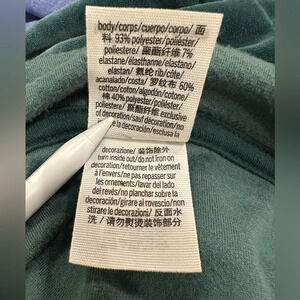 body/corps/cuerpo/corpo/ 面
料 93% polyester/poliéster/
poliestere/ 聚酯纤维 7%
elastane/élasthanne/elastano/
elastan/ 氨纶 rib/côte/
acanalado/costa/ 罗纹布 60%
cotton/coton/algodón/cotone/
棉 40% polyester/poliéster/
poliestere/ 聚酯纤维 exclusive
of decoration/sauf décoration/no
la decoración/esclusa la
decorazione/ 装饰除外
turn inside out/do not iron on
decoration/retourner le vêtement
à l'envers/ne pas repasser sur
les ornements/lavar del lado
del revés/no planchar sobre la
decoración/girare al rovescio/non
stirare le decorazioni/ 反面水
洗 / 请勿熨烫装饰部分